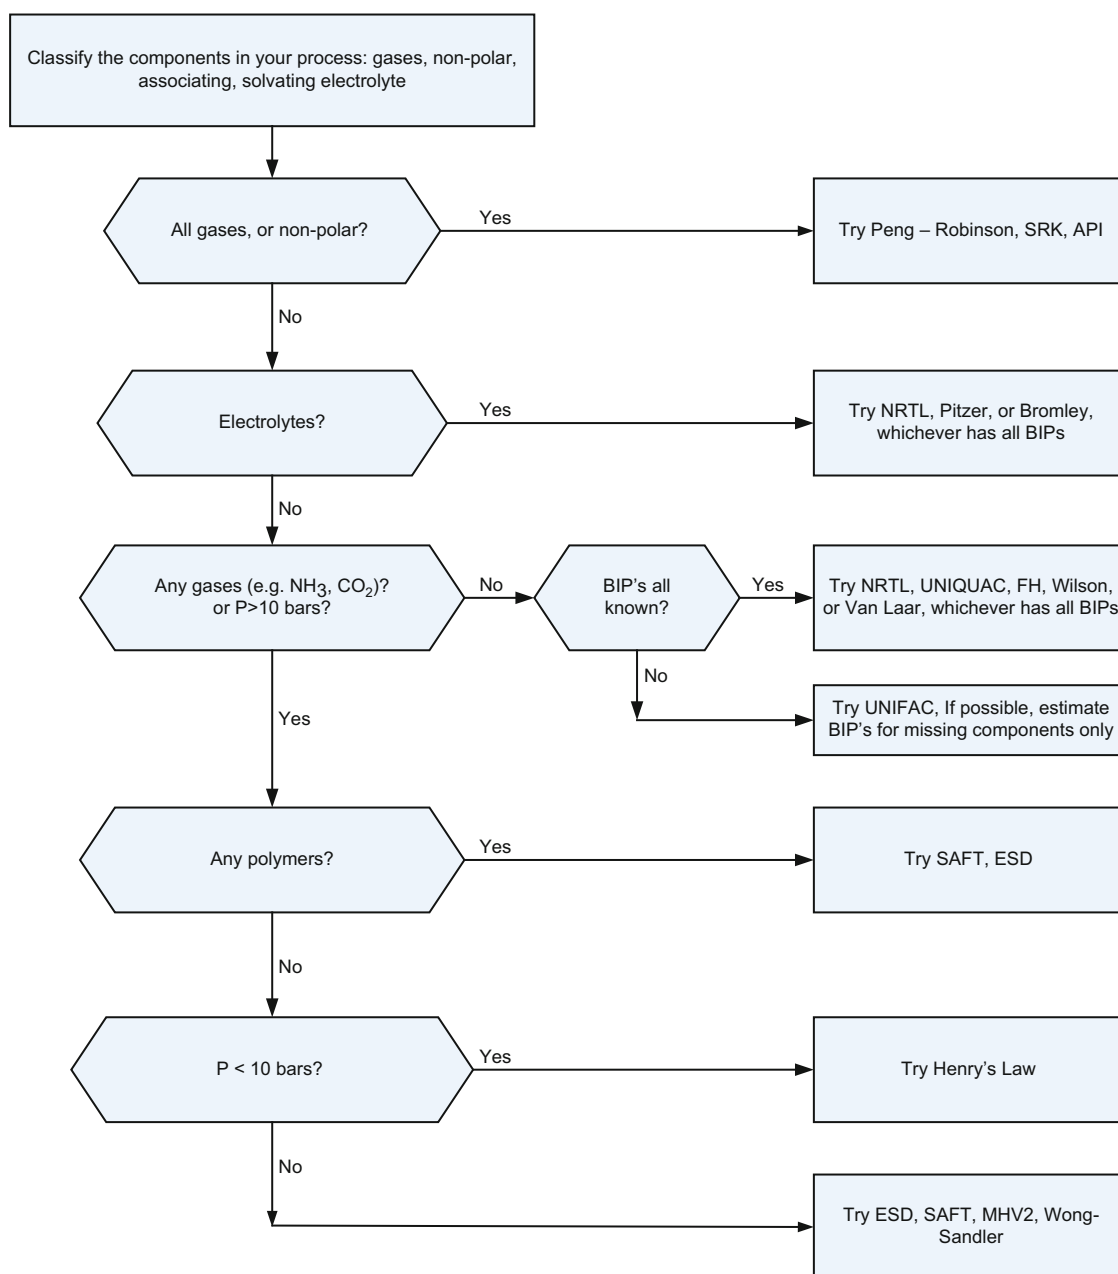 Classify the components in your process: gases, non-polar,
associating, solvating electrolyte
All gases, or non-polar?
Yes
Try Peng – Robinson, SRK, API
No
Electrolytes?
Yes
Try NRTL, Pitzer, or Bromley,
whichever has all BIPs
No
Any gases (e.g. NH3, CO2)?
or P>10 bars?
No
BIP's all
known?
Yes
Try NRTL, UNIQUAC, FH, Wilson,
or Van Laar, whichever has all BIPs
No
Try UNIFAC, If possible, estimate
BIP's for missing components only
Yes
Any polymers?
Yes
Try SAFT, ESD
No
P < 10 bars?
Yes
Try Henry's Law
No
Try ESD, SAFT, MHV2, Wong-
Sandler